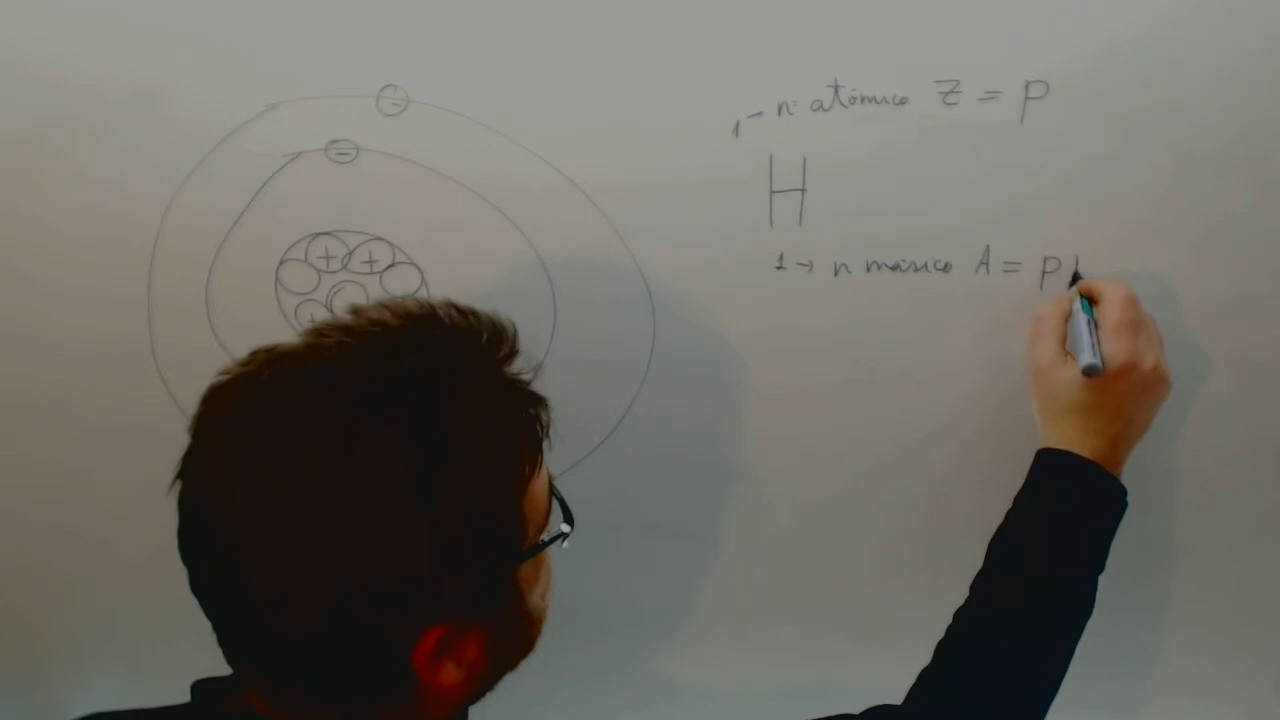 1 → nº atómico Z = P
H
1 → n másico A = p